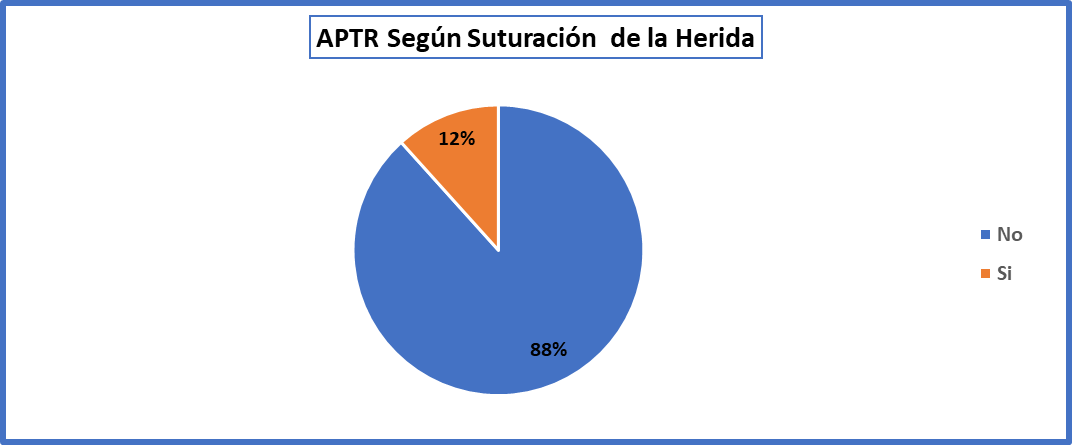 APTR Según Suturación  de la Herida
12%
88%
No
Si